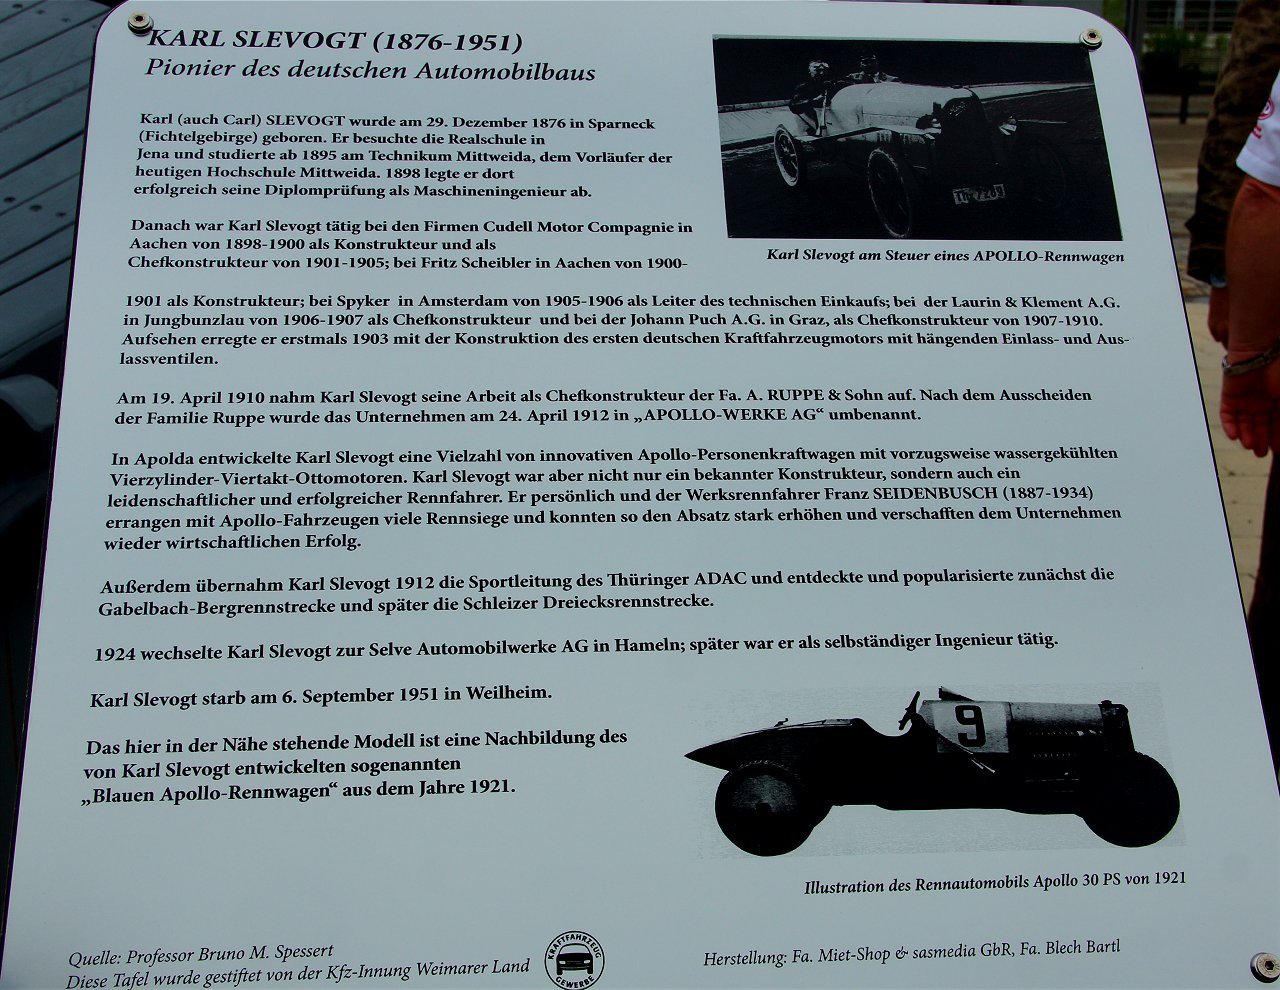 KARL SLEVOGT (1876-1951)
Pionier des deutschen Automobilbaus
Karl (auch Carl) SLEVOGT wurde am 29. Dezember 1876 in Sparneck
(Fichtelgebirge) geboren. Er besuchte die Realschule in
Jena und studierte ab 1895 am Technikum Mittweida, dem Vorläufer der
heutigen Hochschule Mittweida. 1898 legte er dort
erfolgreich seine Diplomprüfung als Maschineningenieur ab.
Danach war Karl Slevogt tätig bei den Firmen Cudell Motor Compagnie in
Aachen von 1898-1900 als Konstrukteur und als
Chefkonstrukteur von 1901-1905; bei Fritz Scheibler in Aachen von 1900-
Karl Slevogt am Steuer eines APOLLO-Rennwagen
1901 als Konstrukteur; bei Spyker in Amsterdam von 1905-1906 als Leiter des technischen Einkaufs; bei der Laurin & Klement A.G.
in Jungbunzlau von 1906-1907 als Chefkonstrukteur und bei der Johann Puch A.G. in Graz, als Chefkonstrukteur von 1907-1910.
Aufsehen erregte er erstmals 1903 mit der Konstruktion des ersten deutschen Kraftfahrzeugmotors mit hängenden Einlass- und Aus-
lassventilen.
Am 19. April 1910 nahm Karl Slevogt seine Arbeit als Chefkonstrukteur der Fa. A. RUPPE & Sohn auf. Nach dem Ausscheiden
der Familie Ruppe wurde das Unternehmen am 24. April 1912 in „APOLLO-WERKE AG“ umbenannt.
In Apolda entwickelte Karl Slevogt eine Vielzahl von innovativen Apollo-Personenkraftwagen mit vorzugsweise wassergekühlten
Vierzylinder-Viertakt-Ottomotoren. Karl Slevogt war aber nicht nur ein bekannter Konstrukteur, sondern auch ein
leidenschaftlicher und erfolgreicher Rennfahrer. Er persönlich und der Werksrennfahrer Franz SEIDENBUSCH (1887-1934)
errangen mit Apollo-Fahrzeugen viele Rennsiege und konnten so den Absatz stark erhöhen und verschafften dem Unternehmen
wieder wirtschaftlichen Erfolg.
Außerdem übernahm Karl Slevogt 1912 die Sportleitung des Thüringer ADAC und entdeckte und popularisierte zunächst die
Gabelbach-Bergrennstrecke und später die Schleizer Dreiecksrennstrecke.
1924 wechselte Karl Slevogt zur Selve Automobilwerke AG in Hameln; später war er als selbständiger Ingenieur tätig.
Karl Slevogt starb am 6. September 1951 in Weilheim.
Das hier in der Nähe stehende Modell ist eine Nachbildung des
von Karl Slevogt entwickelten sogenannten
„Blauen Apollo-Rennwagen“ aus dem Jahre 1921.
9
Illustration des Rennautomobils Apollo 30 PS von 1921
Quelle: Professor Bruno M. Spessert
Diese Tafel wurde gestiftet von der Kfz-Innung Weimarer Land
KRAFTFAHRZEUG
GEWERBE
Herstellung: Fa. Miet-Shop & sasmedia GbR, Fa. Blech Bartl